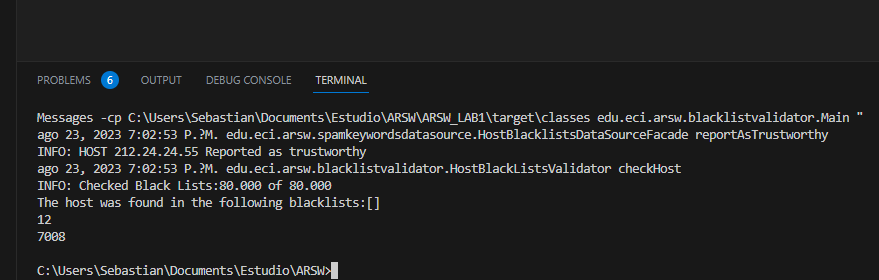 PROBLEMS 6 OUTPUT DEBUG CONSOLE TERMINAL
Messages -cp C:\Users\Sebastian\Documents\Estudio\ARSW\ARSW_LAB1\target\classes edu.eci.arsw.blacklistvalidator.Main "
ago 23, 2023 7:02:53 P.?M. edu.eci.arsw.spamkeywordsdatasource.HostBlacklistsDataSourceFacade reportAsTrustworthy
INFO: HOST 212.24.24.55 Reported as trustworthy
ago 23, 2023 7:02:53 P.?M. edu.eci.arsw.blacklistvalidator.HostBlackListsValidator checkHost
INFO: Checked Black Lists:80.000 of 80.000
The host was found in the following blacklists:[]
12
7008
C:\Users\Sebastian\Documents\Estudio\ARSW>